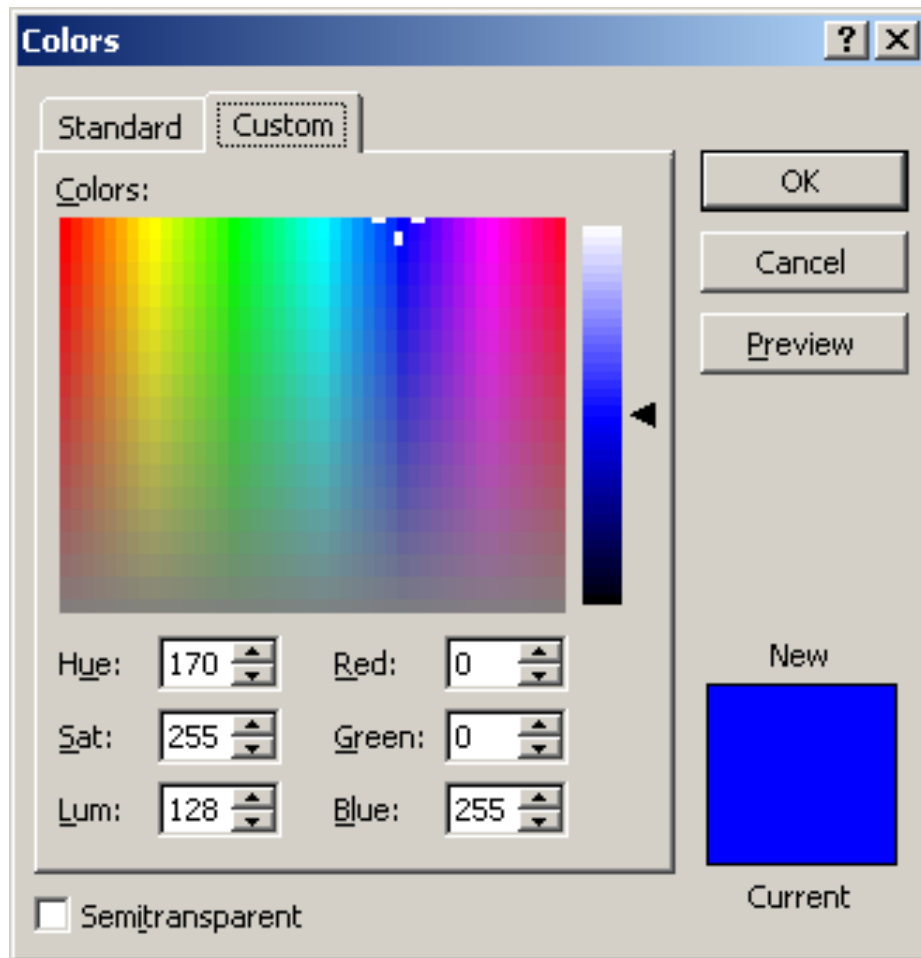 Colors
Standard Custom
Colors:
OK
Cancel
Preview
Hue: 170 Red: 0
Sat: 255 Green: 0
Lum: 128 Blue: 255
New
Current
Semitransparent